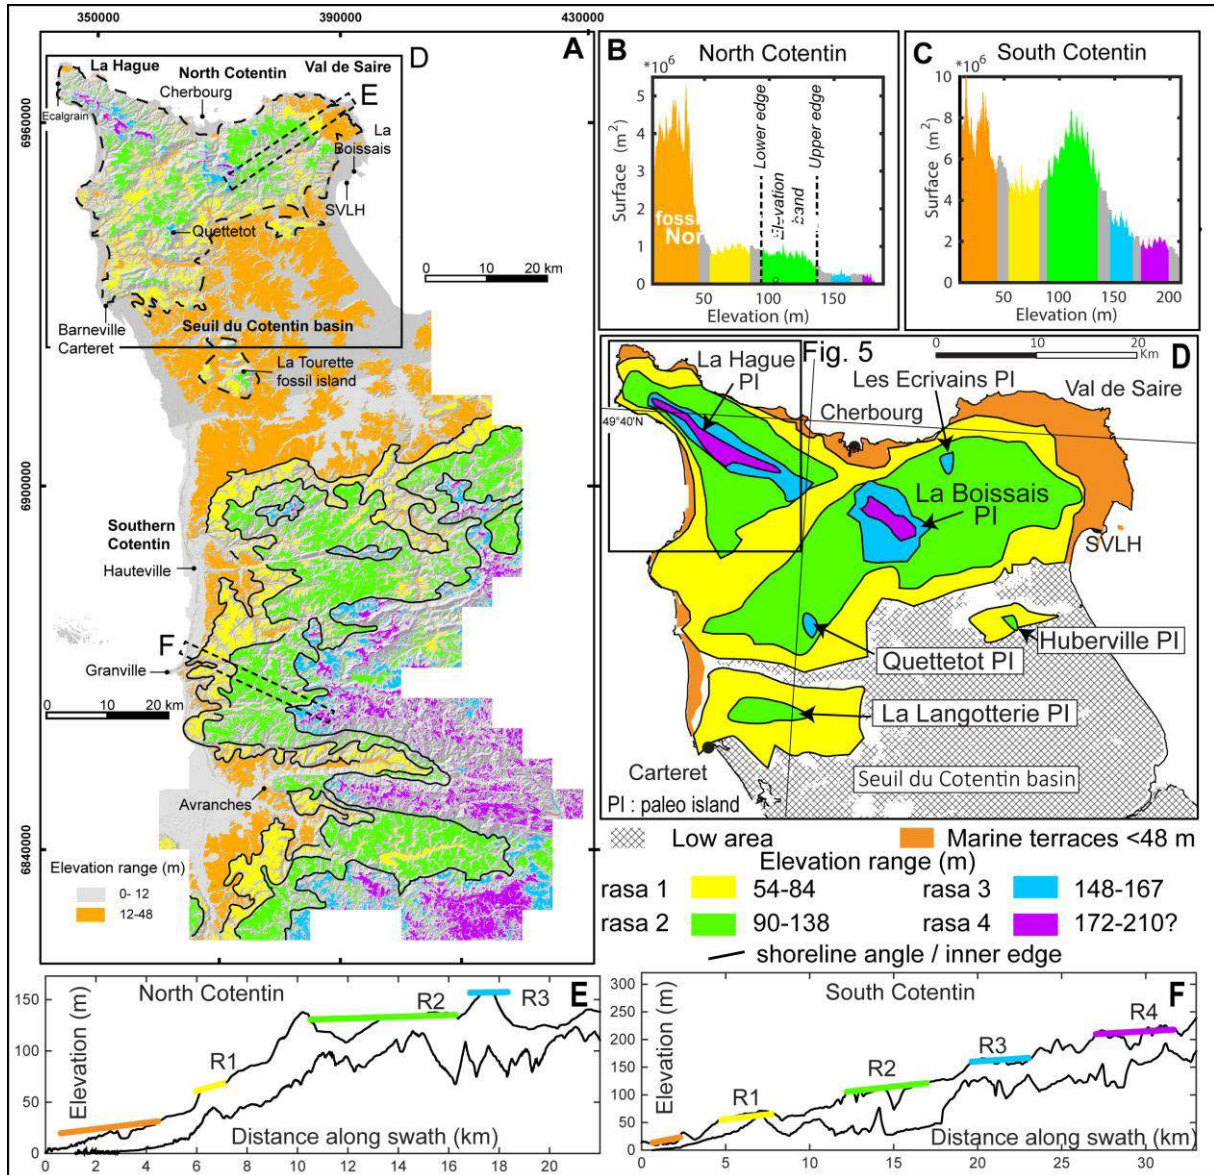 350000
390000
430000
A
D
La Hague
North Cotentin
Val de Saire
Cherbourg
E
Ecalgrain
6960000
La
Boissais
SVLH
Quettetot
0 10 20 km
Barneville
Carteret
Seuil du Cotentin basin
La Tourette
fossil island
6900000
Southern
Cotentin
Hauteville
F
Granville
0 10 20 km
Avranches
6840000
Elevation range (m)
0- 12
12-48
B
North Cotentin
*10⁶
Surface (m²)
5
4
3
2
1
0
Lower edge
Upper edge
foss
Nor
50 100 150
Elevation (m)
C
South Cotentin
*10⁶
Surface (m²)
10
8
6
4
2
0
50 100 150 200
Elevation (m)
Fig. 5
0 10 20
Km
D
La Hague
PI
Les Ecrivains PI
Val de Saire
Cherbourg
49°40'N
La Boissais
PI
SVLH
Huberville PI
Quettetot PI
La Langotterie PI
Carteret
Seuil du Cotentin basin
PI : paleo island
Low area
Marine terraces <48 m
Elevation range (m)
rasa 1 54-84
rasa 3 148-167
rasa 2 90-138
rasa 4 172-210?
shoreline angle / inner edge
North Cotentin
E
Elevation (m)
150
100
50
0
R1
R2
R3
Distance along swath (km)
0 2 4 6 7 10 12 14 16 18 20
South Cotentin
F
Elevation (m)
300
250
200
150
100
50
0
R1
R2
R3
R4
Distance along swath (km)
0 5 10 15 20 25 30